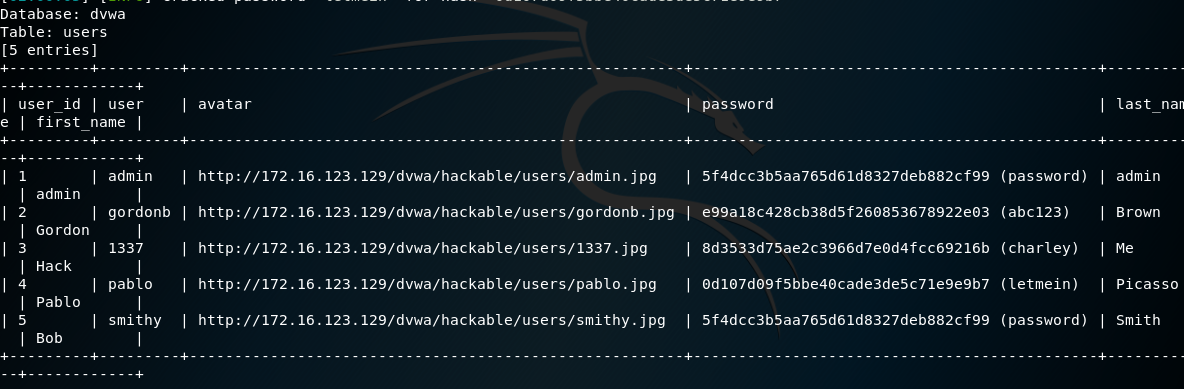 Database: dvwa
Table: users
[5 entries]
+---------+---------+--------------------------------------------------------+----------------------------------------------+---------
--+------------+
| user_id | user    | avatar                                                 | password                                     | last_nam
e | first_name |
+---------+---------+--------------------------------------------------------+----------------------------------------------+---------
--+------------+
| 1       | admin   | http://172.16.123.129/dvwa/hackable/users/admin.jpg   | 5f4dcc3b5aa765d61d8327deb882cf99 (password) | admin
  | admin      |
| 2       | gordonb | http://172.16.123.129/dvwa/hackable/users/gordonb.jpg | e99a18c428cb38d5f260853678922e03 (abc123)   | Brown
  | Gordon     |
| 3       | 1337    | http://172.16.123.129/dvwa/hackable/users/1337.jpg    | 8d3533d75ae2c3966d7e0d4fcc69216b (charley)  | Me
  | Hack       |
| 4       | pablo   | http://172.16.123.129/dvwa/hackable/users/pablo.jpg   | 0d107d09f5bbe40cade3de5c71e9e9b7 (letmein)  | Picasso
  | Pablo      |
| 5       | smithy  | http://172.16.123.129/dvwa/hackable/users/smithy.jpg  | 5f4dcc3b5aa765d61d8327deb882cf99 (password) | Smith
  | Bob        |
+---------+---------+--------------------------------------------------------+----------------------------------------------+---------
--+------------+